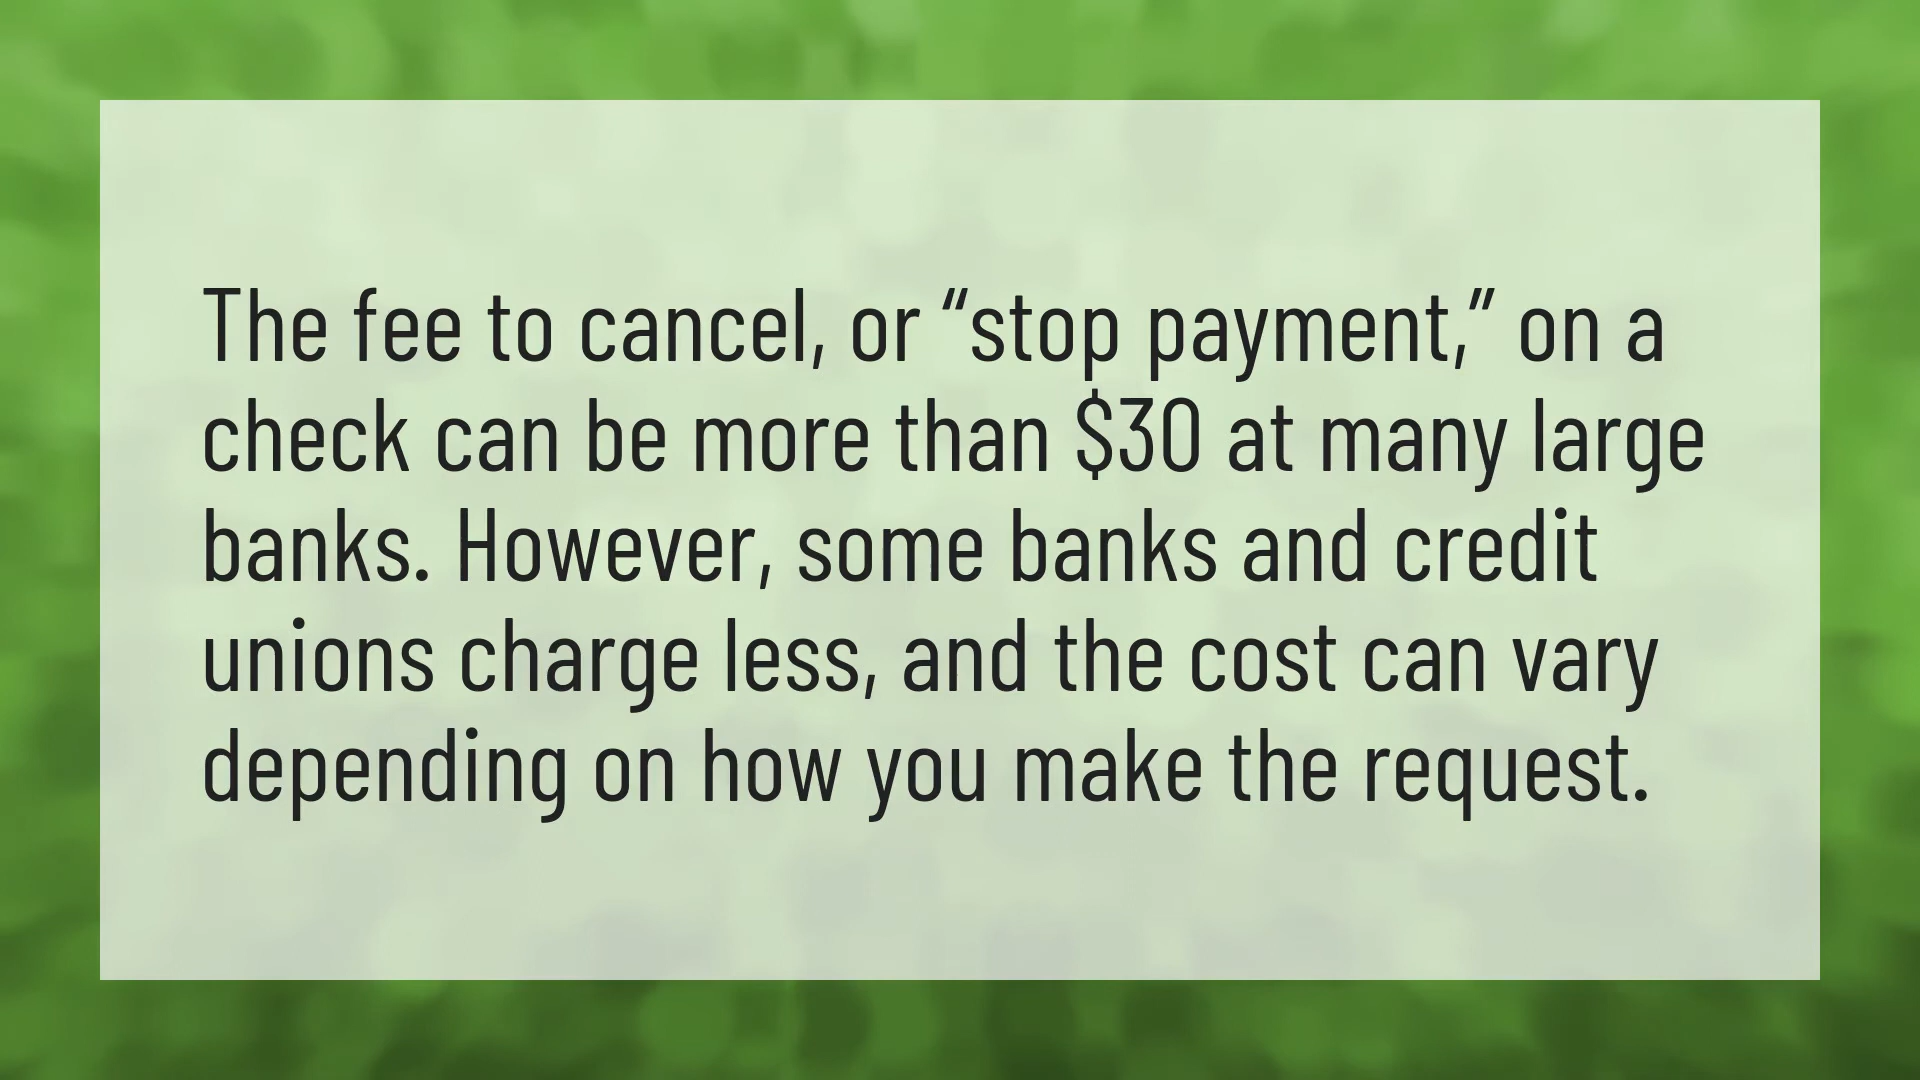 The fee to cancel, or “stop payment,” on a
check can be more than $30 at many large
banks. However, some banks and credit
unions charge less, and the cost can vary
depending on how you make the request.